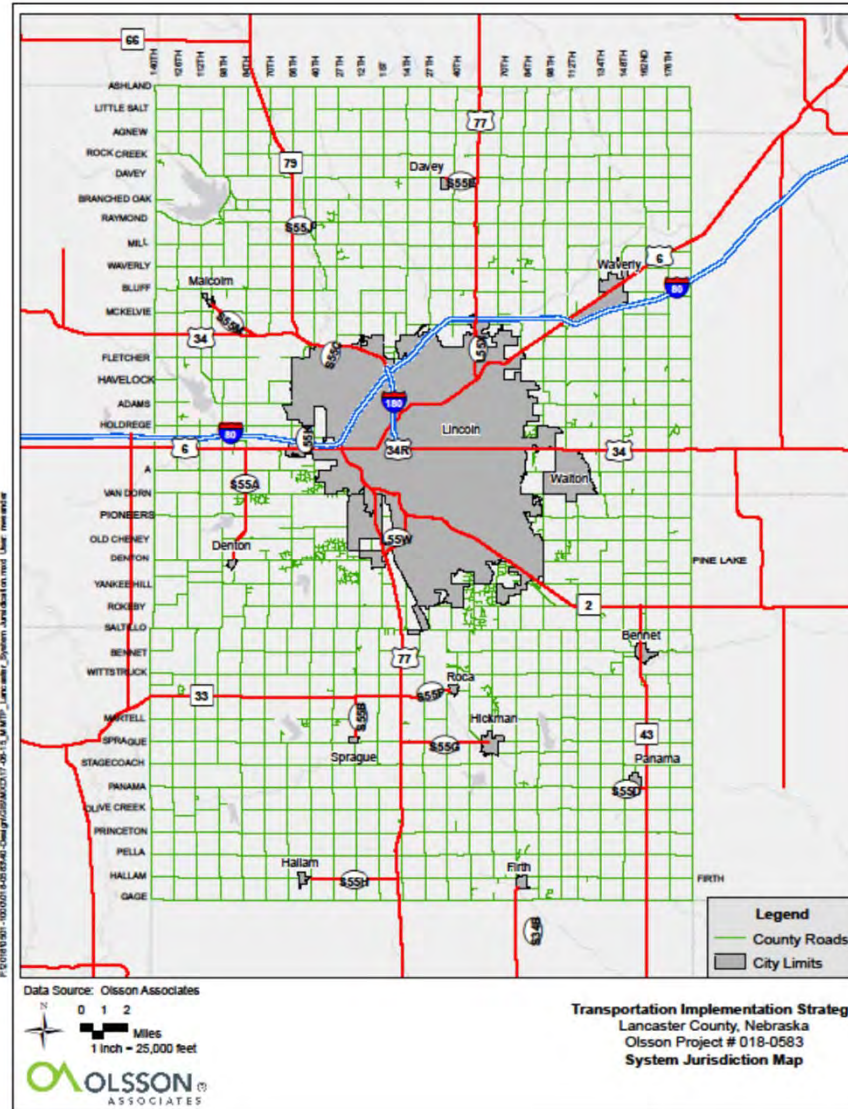 66
140TH
126TH
112TH
98TH
84TH
70TH
56TH
40TH
27TH
12TH
1ST
14TH
27TH
40TH
70TH
84TH
98TH
112TH
134TH
148TH
162ND
176TH
ASHLAND
LITTLE SALT
AGNEW
ROCK CREEK
DAVEY
BRANCHED OAK
RAYMOND
MILL
WAVERLY
BLUFF
MCKELVIE
FLETCHER
HAVELOCK
ADAMS
HOLDREGE
A
VAN DORN
PIONEERS
OLD CHENEY
DENTON
YANKEE HILL
ROKEBY
SALTILLO
BENNET
WITTSTRUCK
MARTELL
SPRAGUE
STAGECOACH
PANAMA
OLIVE CREEK
PRINCETON
PELLA
HALLAM
GAGE
77
79
Davey
S55E
S55J
Waverly
6
80
Malcolm
S55M
34
S55C
L55X
180
Lincoln
80
6
L55K
34R
34
Walton
S55A
Denton
L55W
PINE LAKE
2
Bennet
77
33
Roca
S55F
S55B
Sprague
Hickman
S55G
43
Panama
S55D
Hallam
S55H
Firth
FIRTH
S34B
Legend
County Roads
City Limits
Data Source: Olsson Associates
N
0 1 2
Miles
1 inch = 25,000 feet
OLSSON ®
ASSOCIATES
Transportation Implementation Strateg
Lancaster County, Nebraska
Olsson Project # 018-0583
System Jurisdiction Map